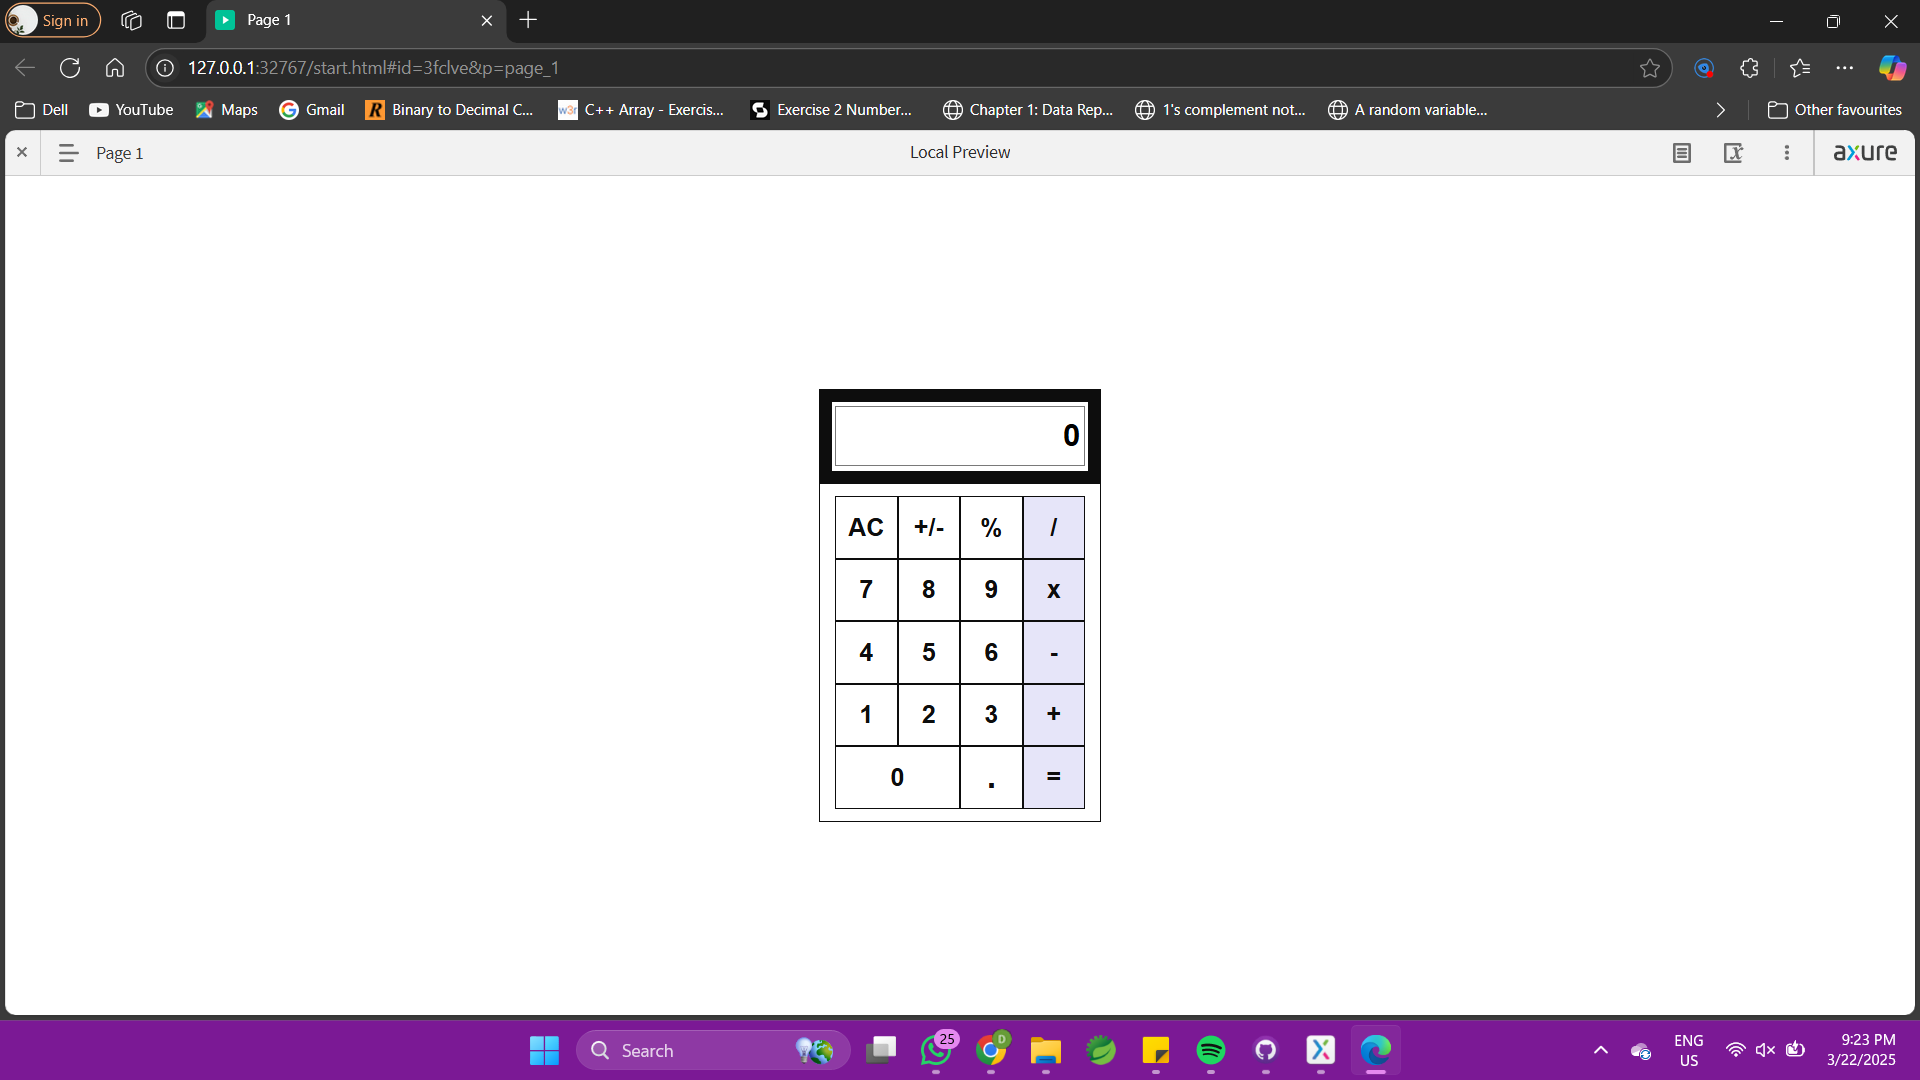 Sign in
Page 1
127.0.0.1:32767/start.html#id=3fclve&p=page_1
Dell
YouTube
Maps
Gmail
R
Binary to Decimal C...
w3r
C++ Array - Exercis...
S
Exercise 2 Number...
Chapter 1: Data Rep...
1's complement not...
A random variable...
Other favourites
Page 1
Local Preview
axure
0
AC +/- % /
7 8 9 x
4 5 6 -
1 2 3 +
0 . =
Search
25
D
ENG
US
9:23 PM
3/22/2025